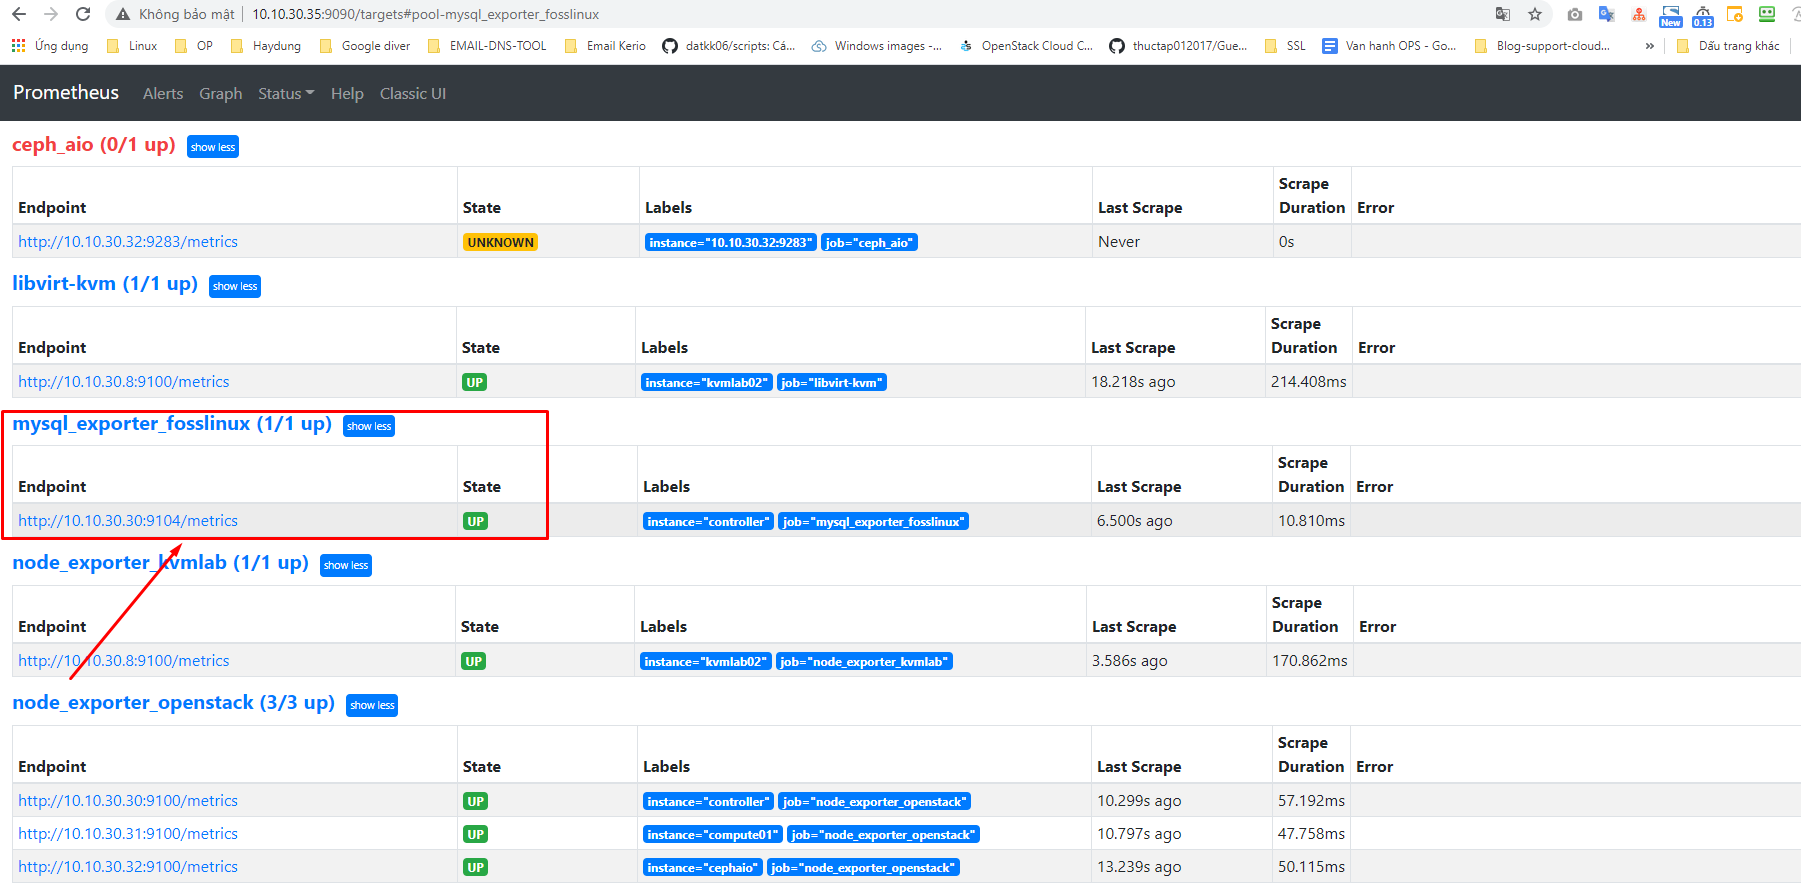 Không bảo mật 10.10.30.35:9090/targets#pool-mysql_exporter_fosslinux
New 0.13
Ứng dụng Linux OP Haydung Google diver EMAIL-DNS-TOOL Email Kerio datkk06/scripts: Cá... Windows images -... OpenStack Cloud C... thuctap012017/Gue... SSL Van hanh OPS - Go... Blog-support-cloud... » Dấu trang khác
Prometheus Alerts Graph Status Help Classic UI
ceph_aio (0/1 up) show less
Endpoint State Labels Last Scrape Scrape Duration Error
http://10.10.30.32:9283/metrics UNKNOWN instance="10.10.30.32:9283" job="ceph_aio" Never 0s
libvirt-kvm (1/1 up) show less
Endpoint State Labels Last Scrape Scrape Duration Error
http://10.10.30.8:9100/metrics UP instance="kvmlab02" job="libvirt-kvm" 18.218s ago 214.408ms
mysql_exporter_fosslinux (1/1 up) show less
Endpoint State Labels Last Scrape Scrape Duration Error
http://10.10.30.30:9104/metrics UP instance="controller" job="mysql_exporter_fosslinux" 6.500s ago 10.810ms
node_exporter_kvmlab (1/1 up) show less
Endpoint State Labels Last Scrape Scrape Duration Error
http://10.10.30.8:9100/metrics UP instance="kvmlab02" job="node_exporter_kvmlab" 3.586s ago 170.862ms
node_exporter_openstack (3/3 up) show less
Endpoint State Labels Last Scrape Scrape Duration Error
http://10.10.30.30:9100/metrics UP instance="controller" job="node_exporter_openstack" 10.299s ago 57.192ms
http://10.10.30.31:9100/metrics UP instance="compute01" job="node_exporter_openstack" 10.797s ago 47.758ms
http://10.10.30.32:9100/metrics UP instance="cephaio" job="node_exporter_openstack" 13.239s ago 50.115ms